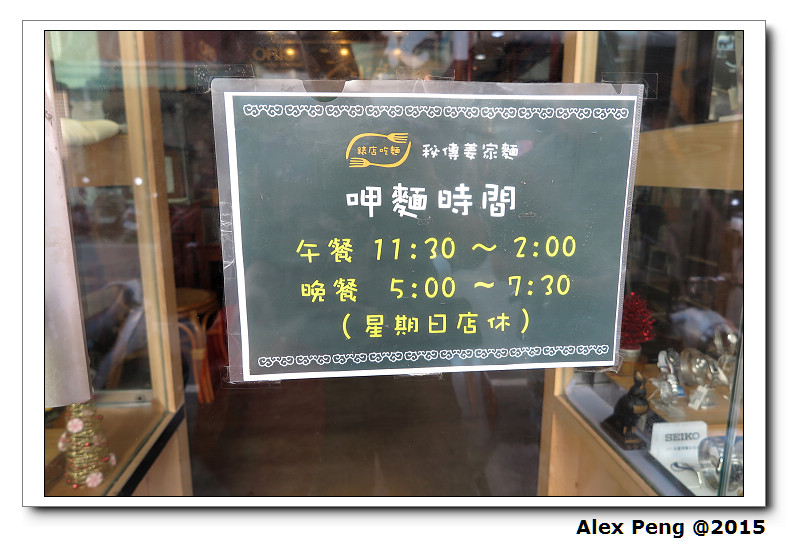 錶店吃麵 秘傳姜家麵
呷麵時間
午餐 11:30 ~ 2:00
晚餐 5:00 ~ 7:30
(星期日店休)
SEIKO
Alex Peng @2015